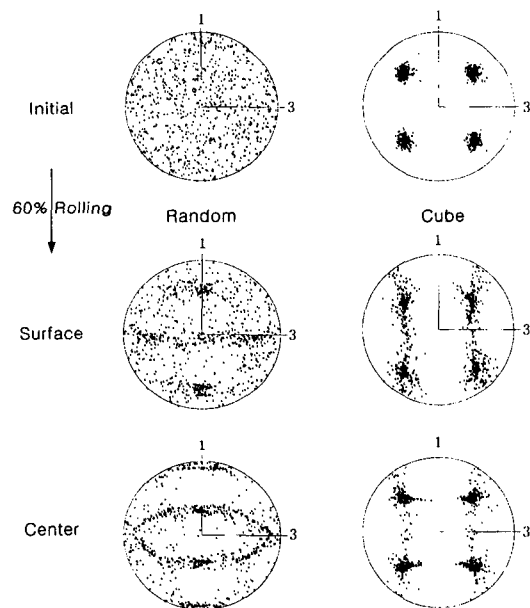 1 1
Initial 3 3
60% Rolling Random Cube
1 1
Surface 3 3
1 1
Center 3 3